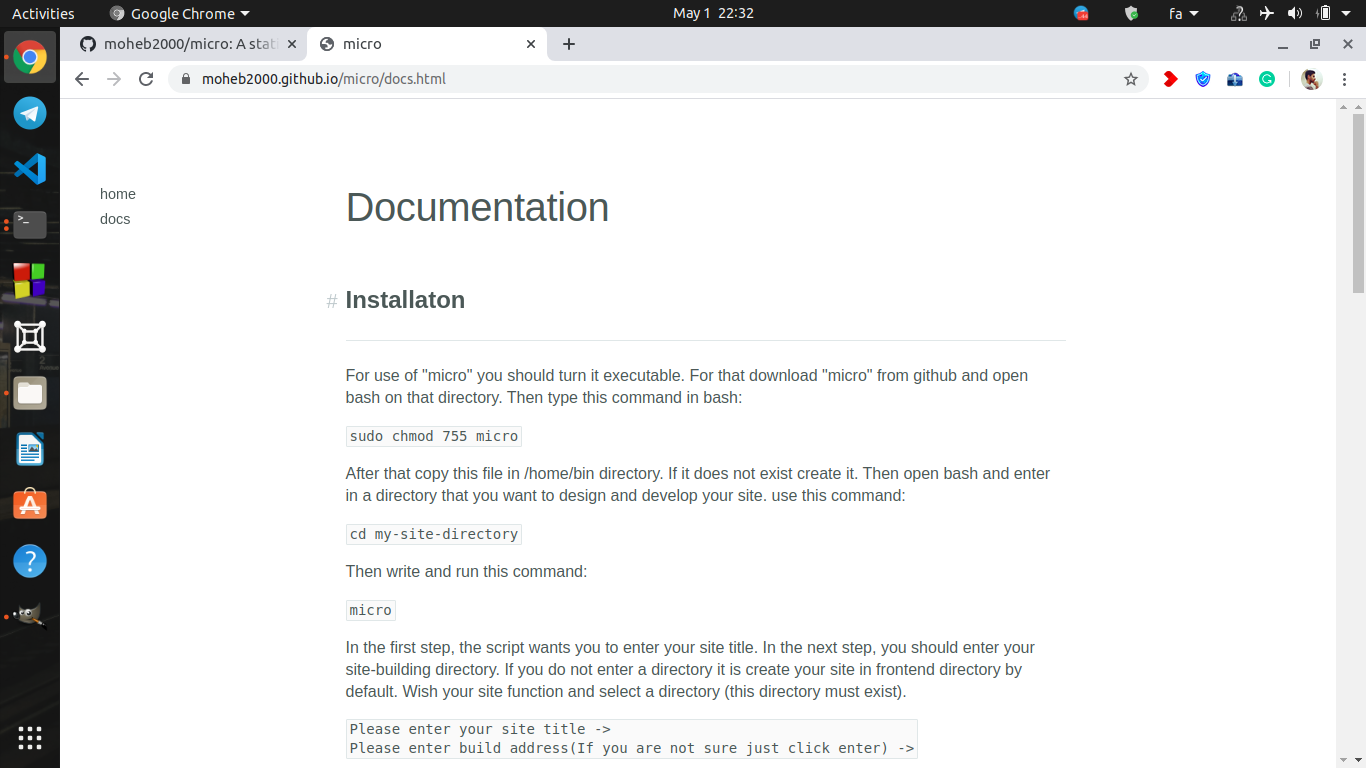 Activities Google Chrome May 1 22:32 fa
moheb2000/micro: A stati micro
moheb2000.github.io/micro/docs.html
home
docs
Documentation
# Installaton
For use of "micro" you should turn it executable. For that download "micro" from github and open
bash on that directory. Then type this command in bash:
sudo chmod 755 micro
After that copy this file in /home/bin directory. If it does not exist create it. Then open bash and enter
in a directory that you want to design and develop your site. use this command:
cd my-site-directory
Then write and run this command:
micro
In the first step, the script wants you to enter your site title. In the next step, you should enter your
site-building directory. If you do not enter a directory it is create your site in frontend directory by
default. Wish your site function and select a directory (this directory must exist).
Please enter your site title ->
Please enter build address(If you are not sure just click enter) ->